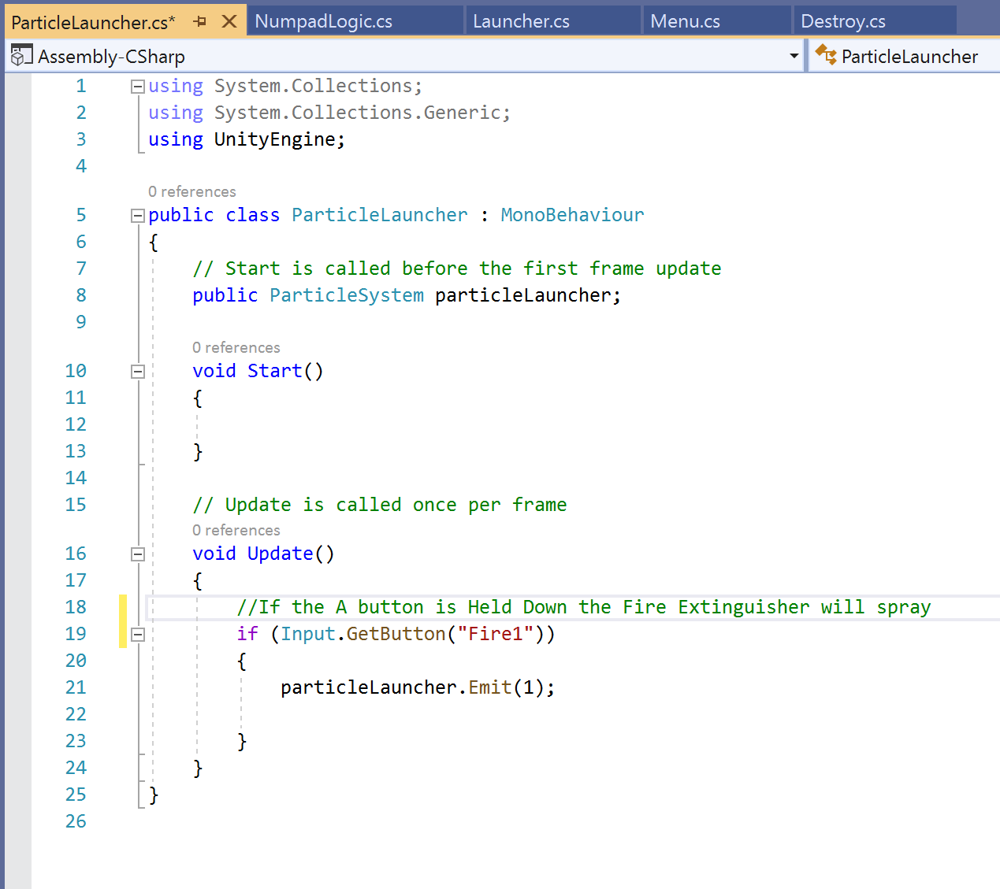 ParticleLauncher.cs* NumpadLogic.cs Launcher.cs Menu.cs Destroy.cs
Assembly-CSharp ParticleLauncher
1 using System.Collections;
2 using System.Collections.Generic;
3 using UnityEngine;
4
0 references
5 public class ParticleLauncher : MonoBehaviour
6 {
7 // Start is called before the first frame update
8 public ParticleSystem particleLauncher;
9
0 references
10 void Start()
11 {
12
13 }
14
15 // Update is called once per frame
0 references
16 void Update()
17 {
18 //If the A button is Held Down the Fire Extinguisher will spray
19 if (Input.GetButton("Fire1"))
20 {
21 particleLauncher.Emit(1);
22
23 }
24 }
25 }
26